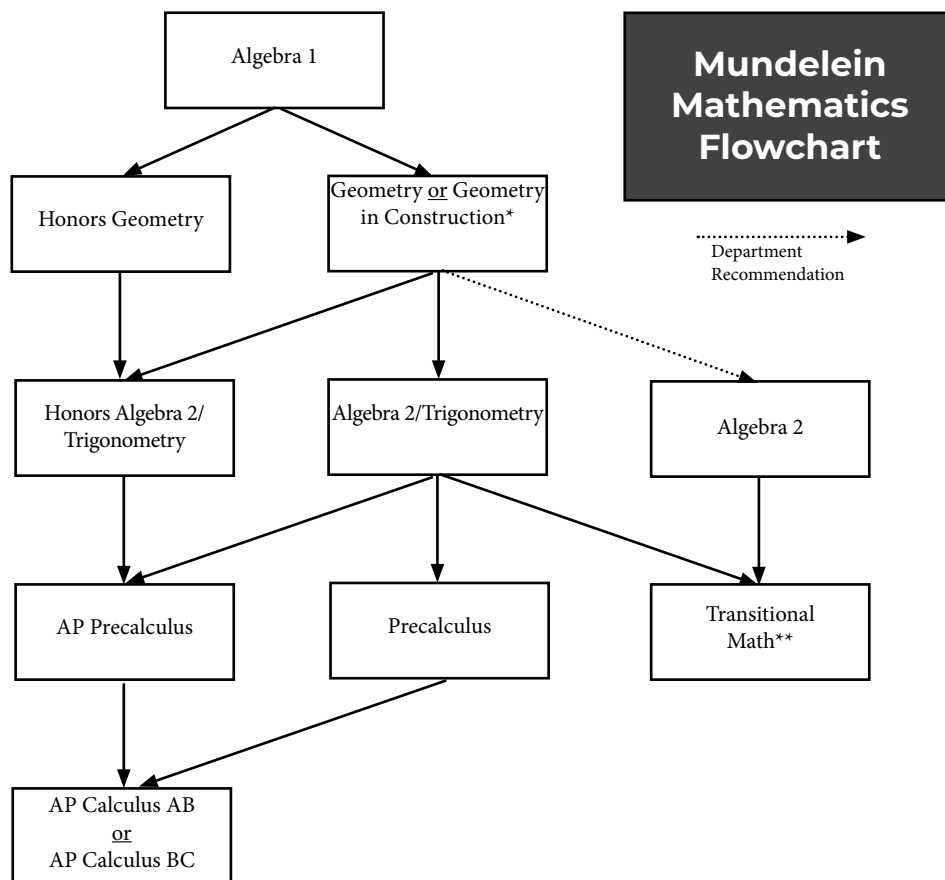 Algebra 1
Mundelein
Mathematics
Flowchart
Honors Geometry
Geometry or Geometry
in Construction*
Department
Recommendation
Honors Algebra 2/
Trigonometry
Algebra 2/Trigonometry
Algebra 2
AP Precalculus
Precalculus
Transitional
Math**
AP Calculus AB
or
AP Calculus BC